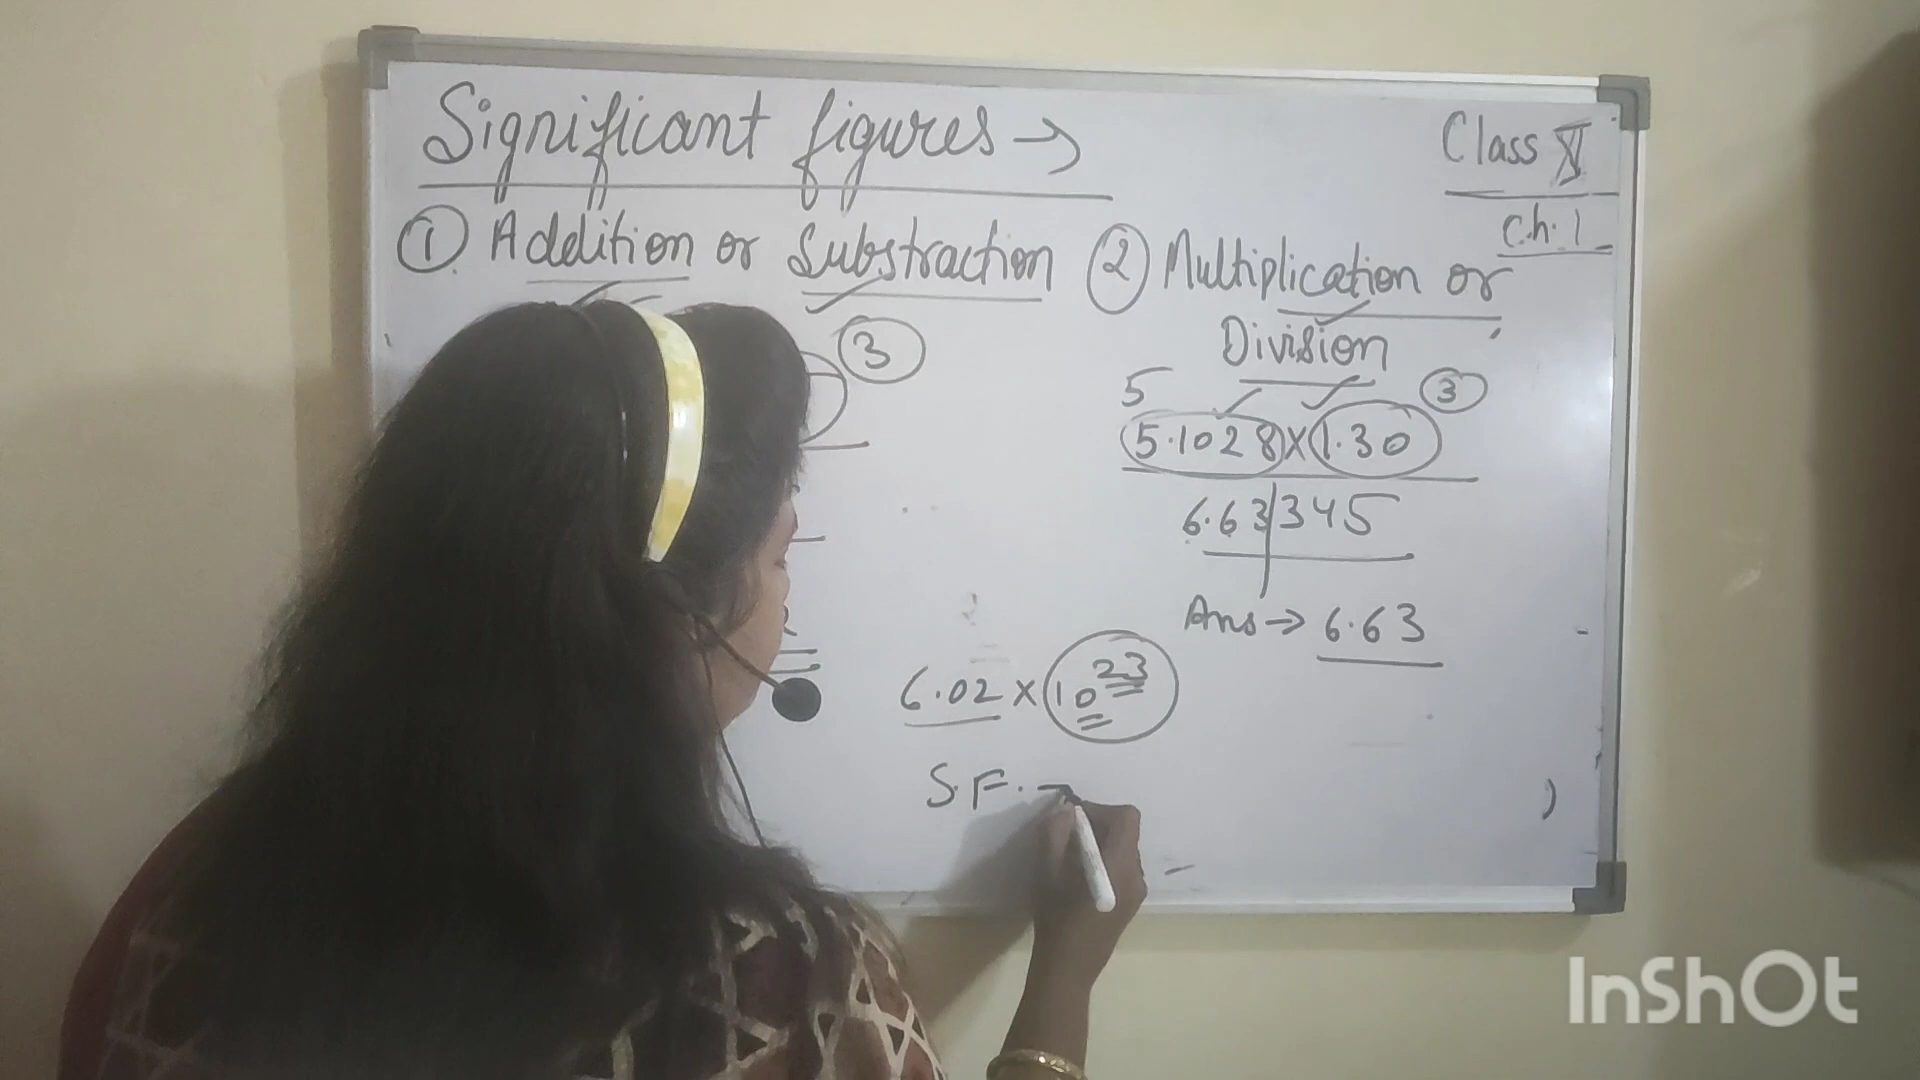 Significant figures →
Class XI
Ch. 1
① Addition or Substraction
② Multiplication or
Division
③
5
③
5.1028 x 1.30
6.63|345
Ans → 6.63
6.02 x 10²³
S.F. →
InShOt